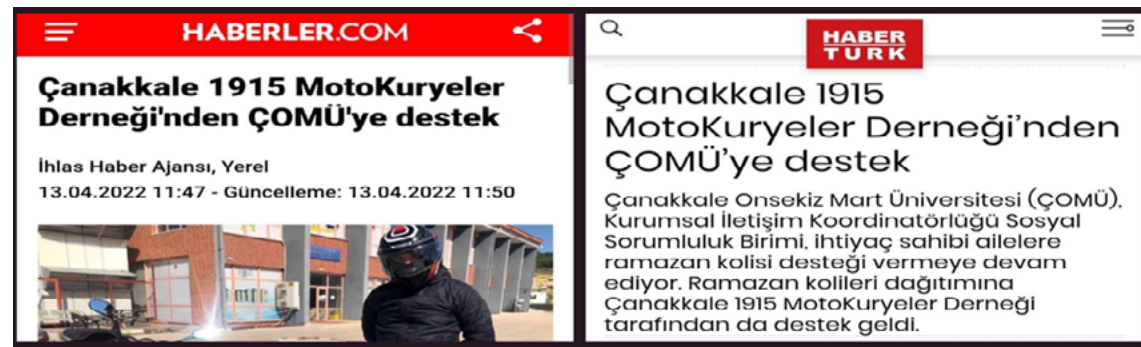 HABERLER.COM
Çanakkale 1915 MotoKuryeler
Derneği'nden ÇOMÜ'ye destek
İhlas Haber Ajansı, Yerel
13.04.2022 11:47 - Güncelleme: 13.04.2022 11:50
HABER
TURK
Çanakkale 1915
MotoKuryeler Derneği’nden
ÇOMÜ’ye destek
Çanakkale Onsekiz Mart Üniversitesi (ÇOMÜ),
Kurumsal İletişim Koordinatörlüğü Sosyal
Sorumluluk Birimi, ihtiyaç sahibi ailelere
ramazan kolisi desteği vermeye devam
ediyor. Ramazan kolileri dağıtımına
Çanakkale 1915 MotoKuryeler Derneği
tarafından da destek geldi.